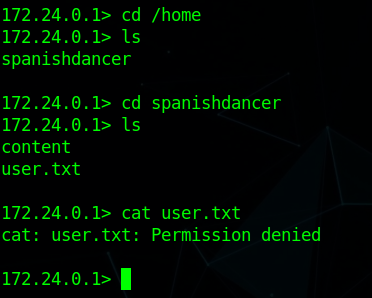 172.24.0.1> cd /home
172.24.0.1> ls
spanishdancer
172.24.0.1> cd spanishdancer
172.24.0.1> ls
content
user.txt
172.24.0.1> cat user.txt
cat: user.txt: Permission denied
172.24.0.1>